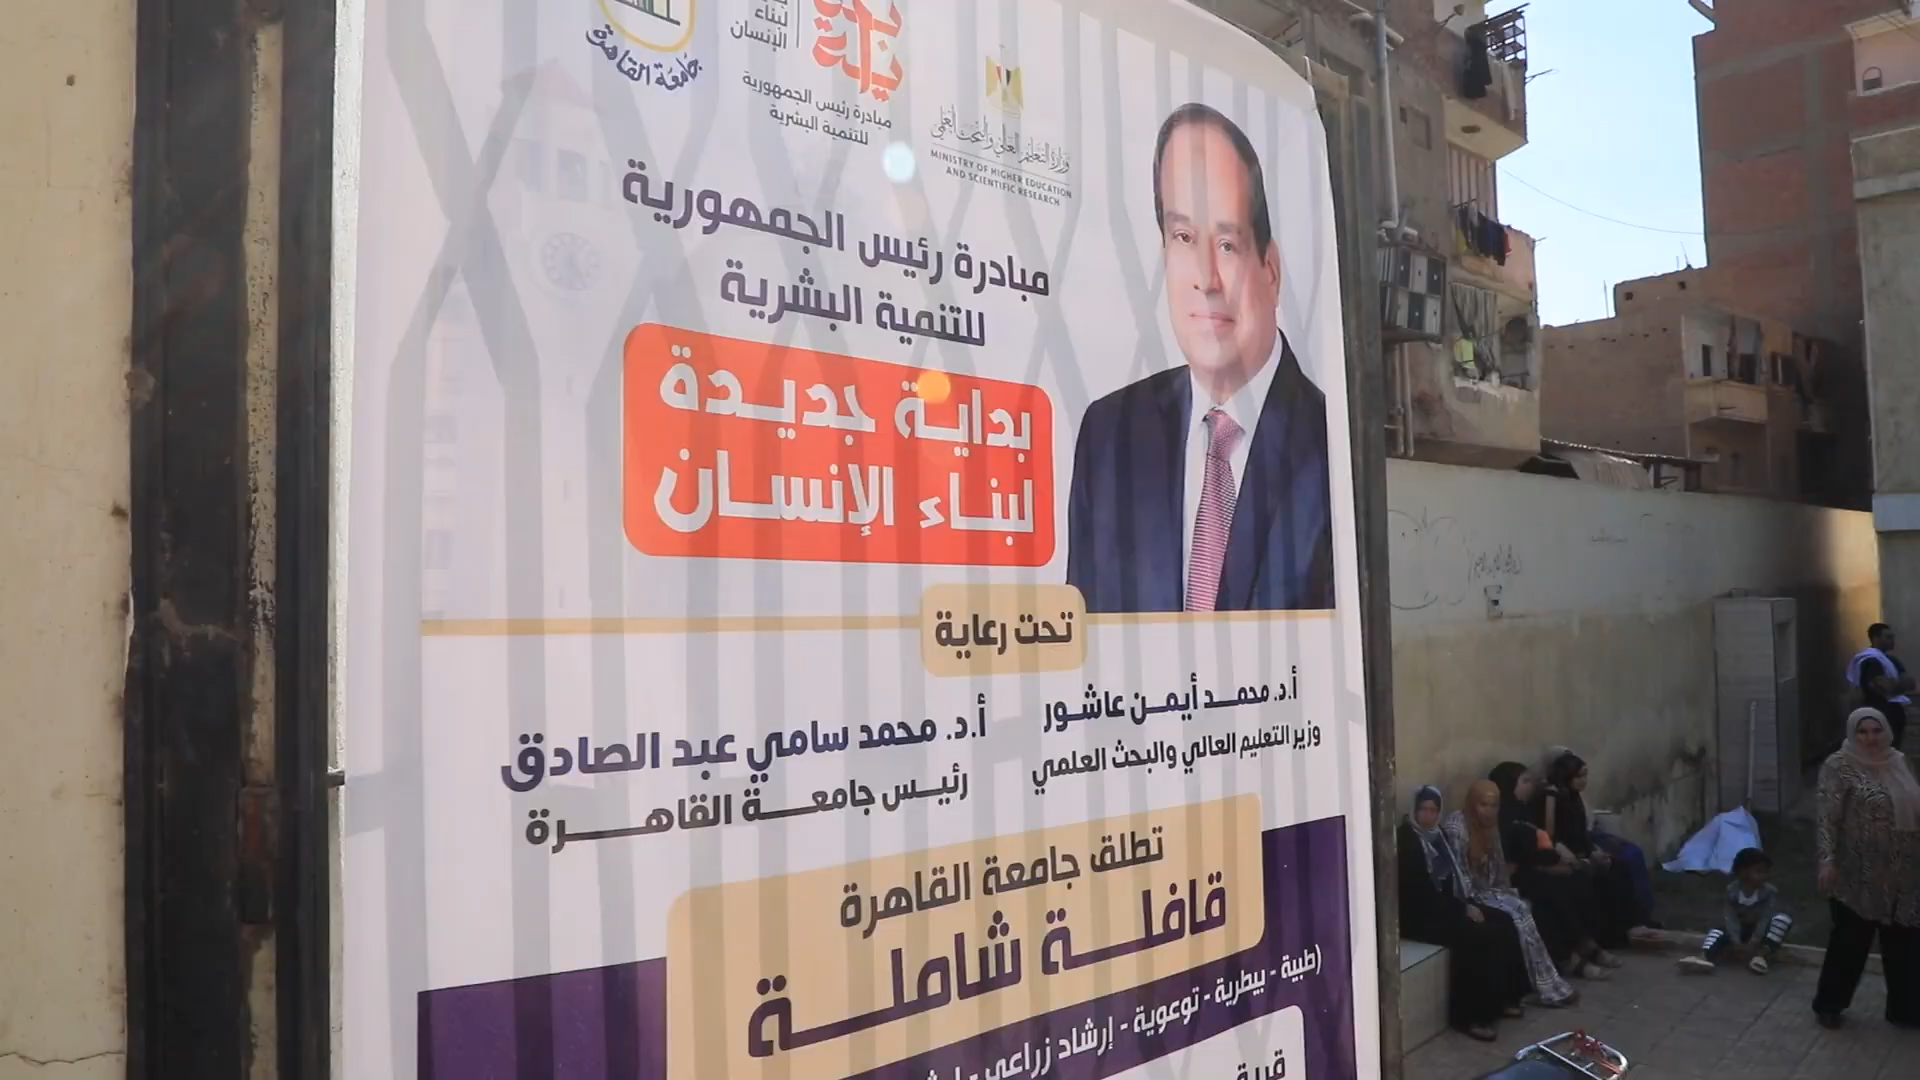 جامعة القاهرة
لبناء
الإنسان
مبادرة رئيس الجمهورية
للتنمية البشرية
وزارة التعليم العالي والبحث العلمي
MINISTRY OF HIGHER EDUCATION
AND SCIENTIFIC RESEARCH
مبادرة رئيس الجمهورية
للتنمية البشرية
بداية جديدة
لبناء الإنسان
تحت رعاية
أ.د. محمد أيمن عاشور
وزير التعليم العالي والبحث العلمي
أ.د. محمد سامي عبد الصادق
رئيس جامعة القاهرة
تطلق جامعة القاهرة
قافلة شاملة
(طبية - بيطرية - توعوية - إرشاد زراعي -
قرية